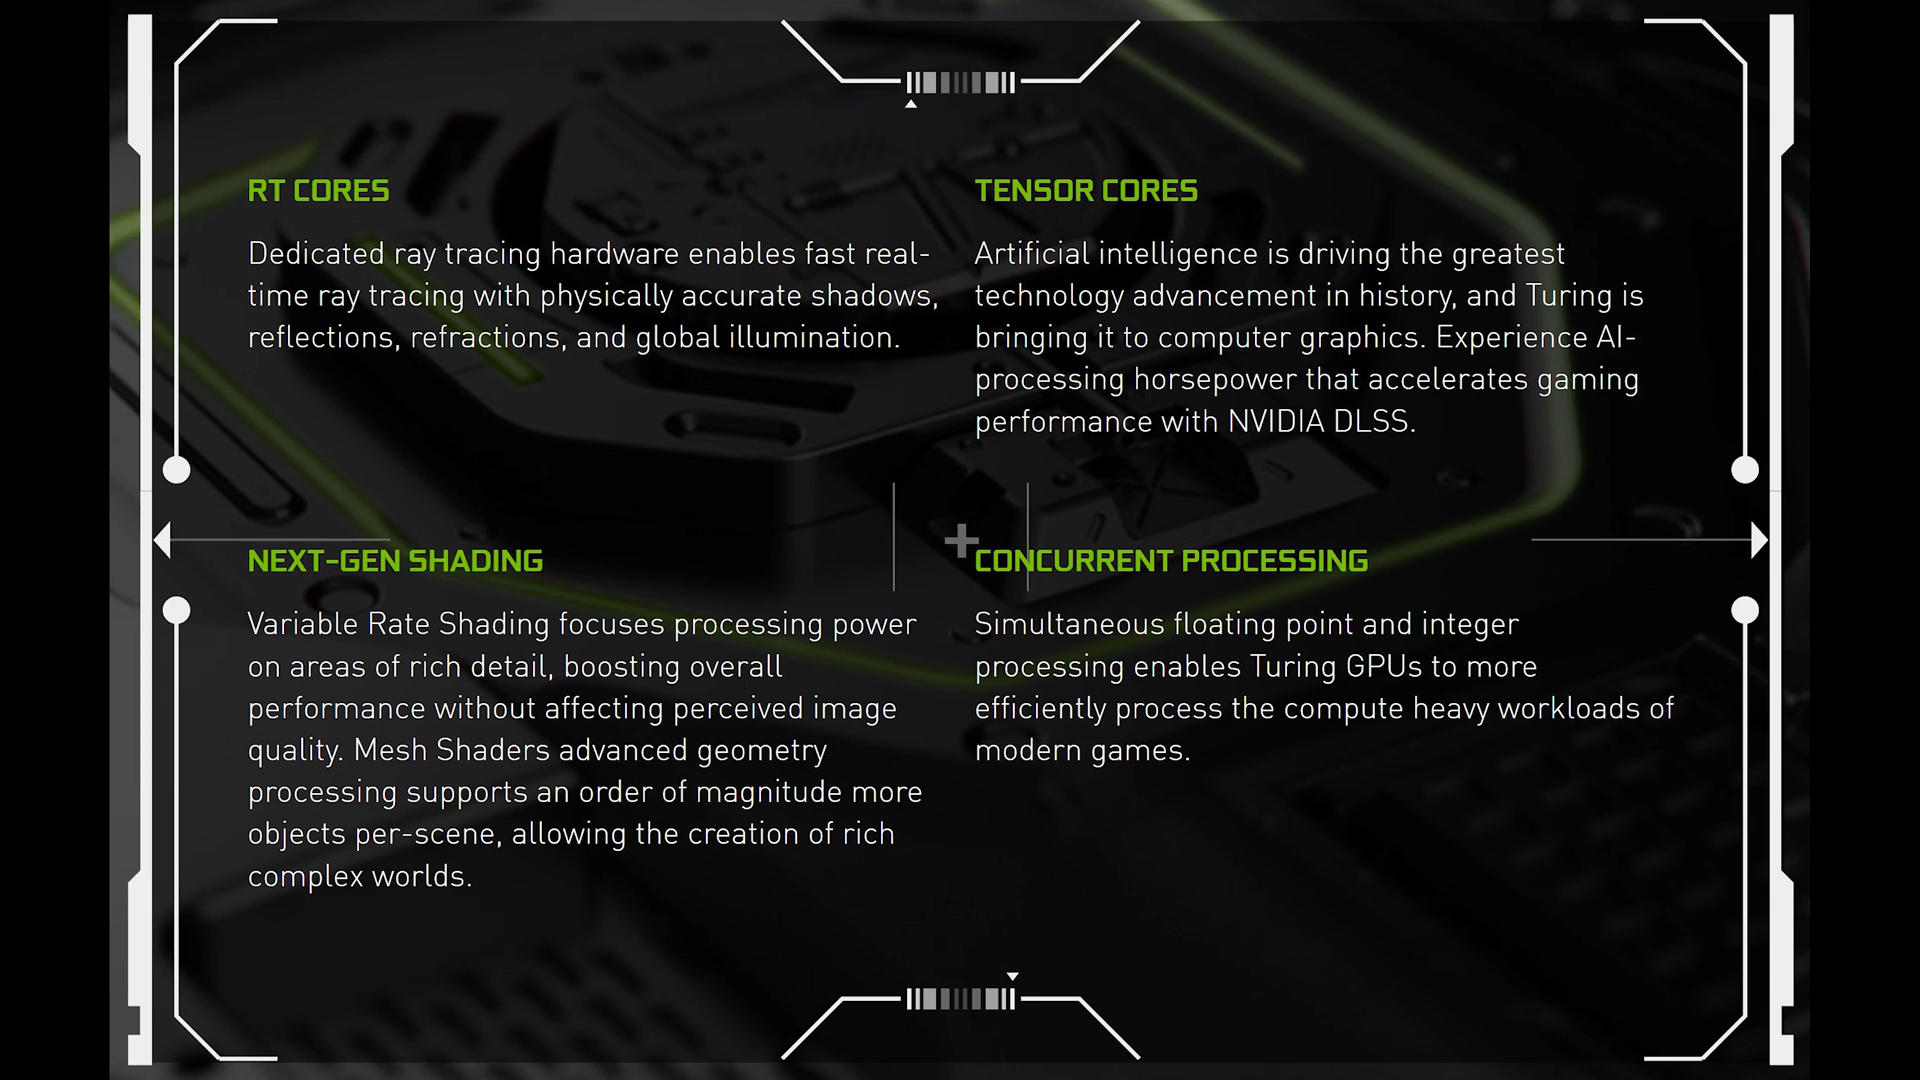 RT CORES
Dedicated ray tracing hardware enables fast real-
time ray tracing with physically accurate shadows,
reflections, refractions, and global illumination.
TENSOR CORES
Artificial intelligence is driving the greatest
technology advancement in history, and Turing is
bringing it to computer graphics. Experience AI-
processing horsepower that accelerates gaming
performance with NVIDIA DLSS.
NEXT-GEN SHADING
Variable Rate Shading focuses processing power
on areas of rich detail, boosting overall
performance without affecting perceived image
quality. Mesh Shaders advanced geometry
processing supports an order of magnitude more
objects per-scene, allowing the creation of rich
complex worlds.
CONCURRENT PROCESSING
Simultaneous floating point and integer
processing enables Turing GPUs to more
efficiently process the compute heavy workloads of
modern games.